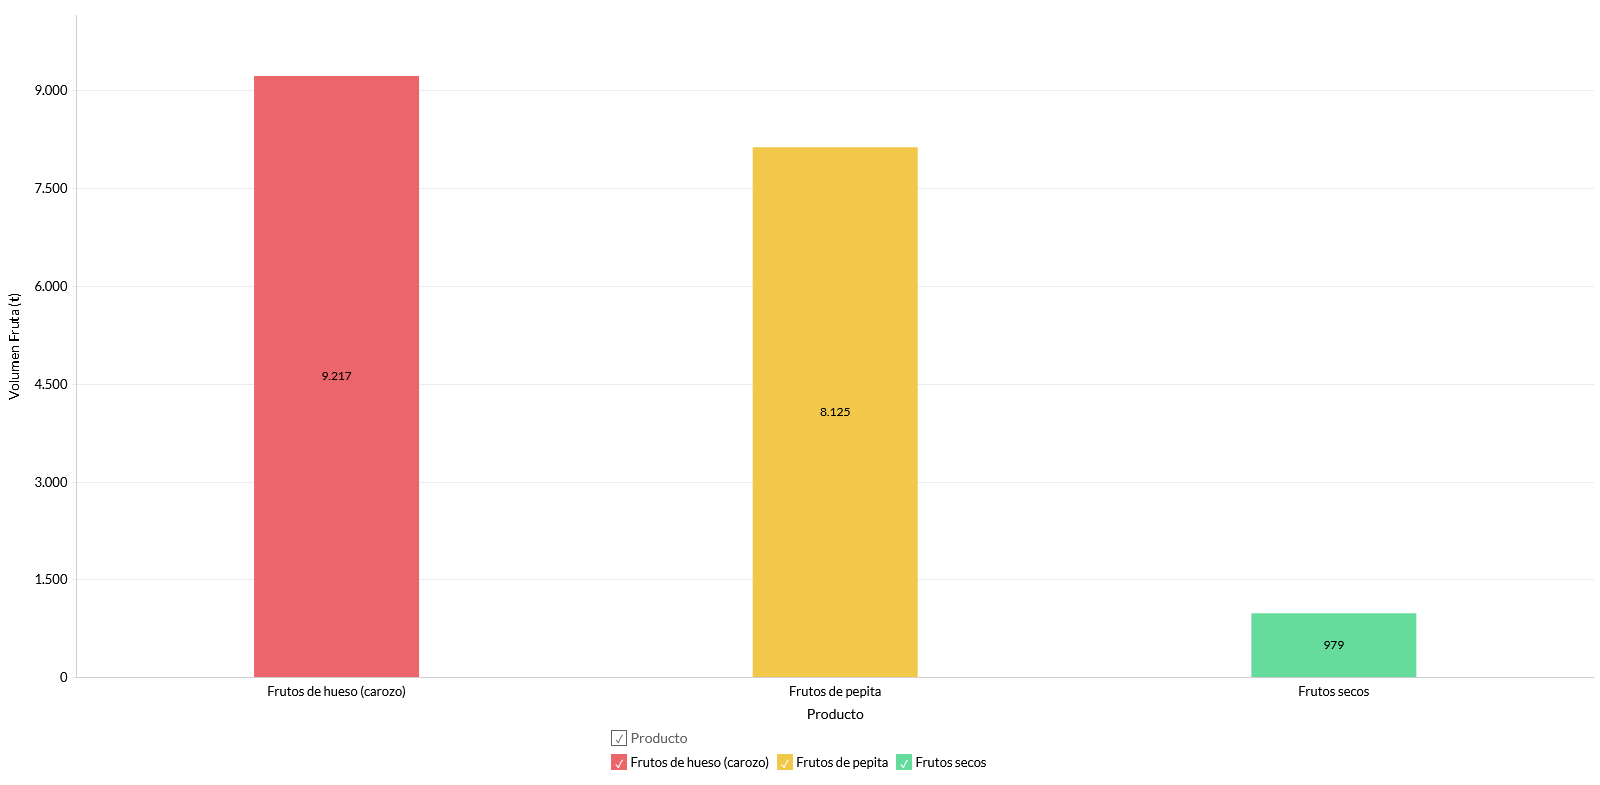 Volumen Fruta (t)
9.000
7.500
6.000
4.500
3.000
1.500
0
9.217
8.125
979
Frutos de hueso (carozo)
Frutos de pepita
Frutos secos
Producto
Producto
Frutos de hueso (carozo) Frutos de pepita Frutos secos